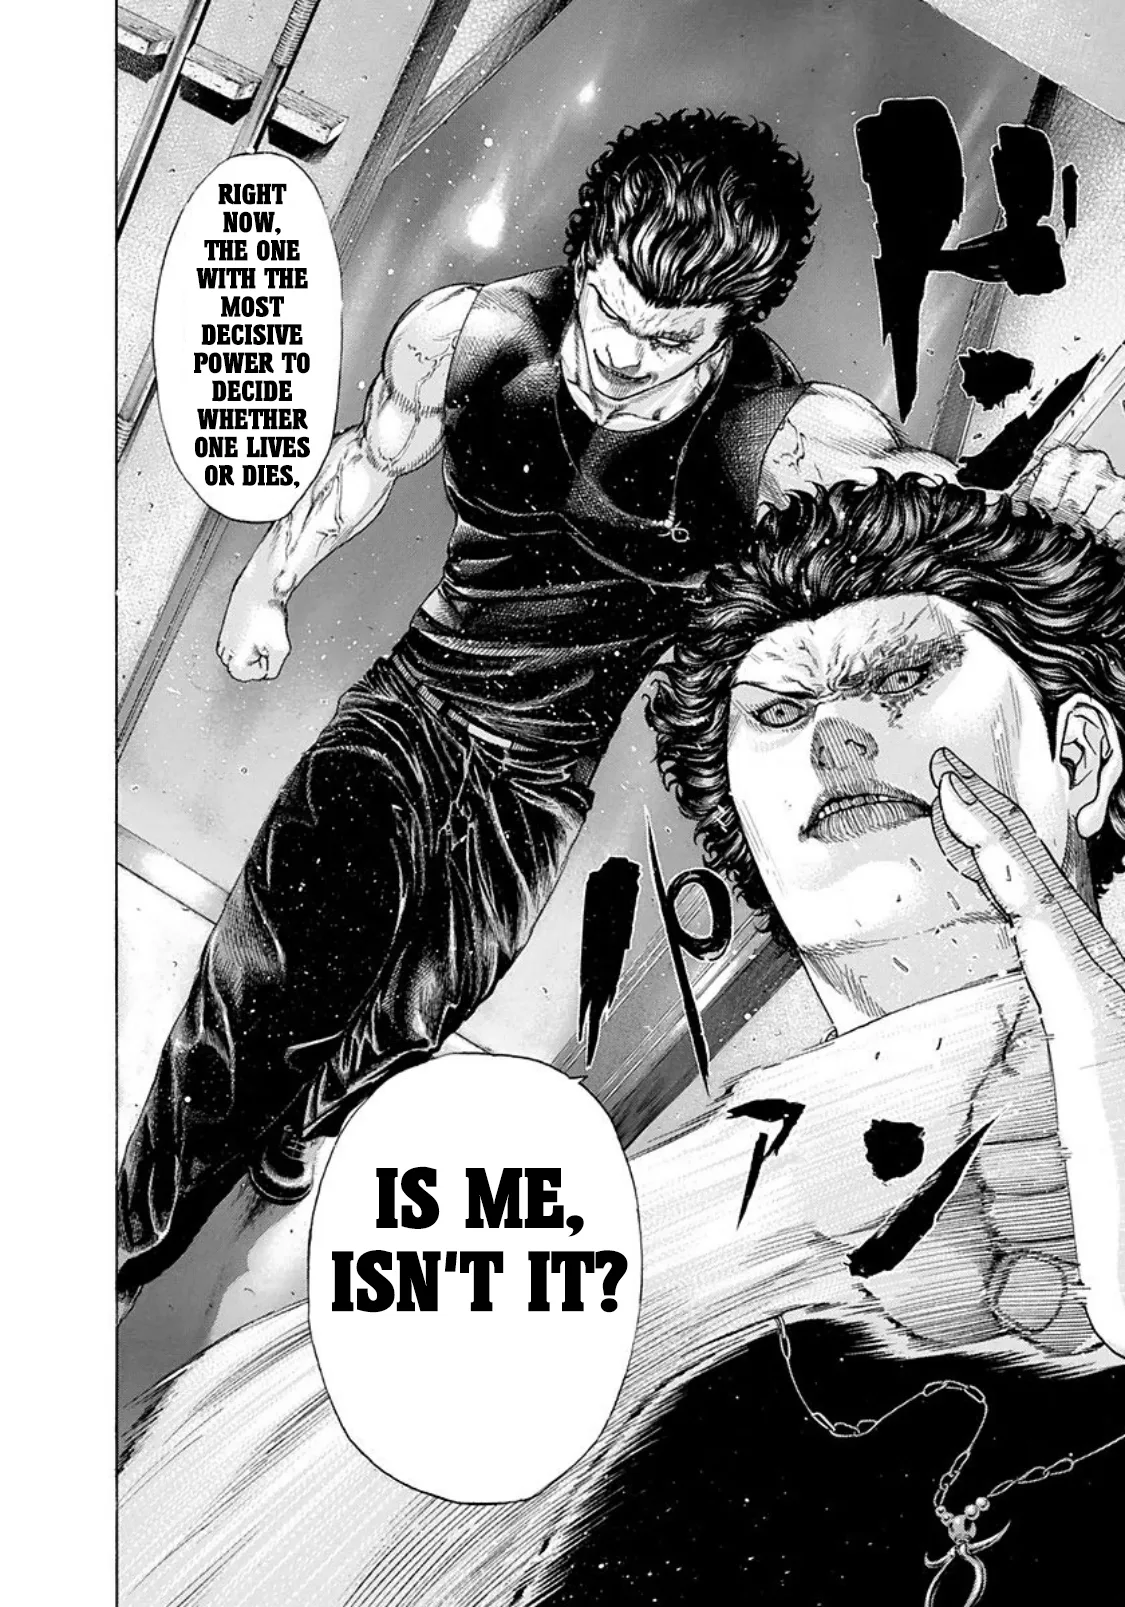 RIGHT
NOW,
THE ONE
WITH THE
MOST
DECISIVE
POWER TO
DECIDE
WHETHER
ONE LIVES
OR DIES,
IS ME,
ISN'T IT?